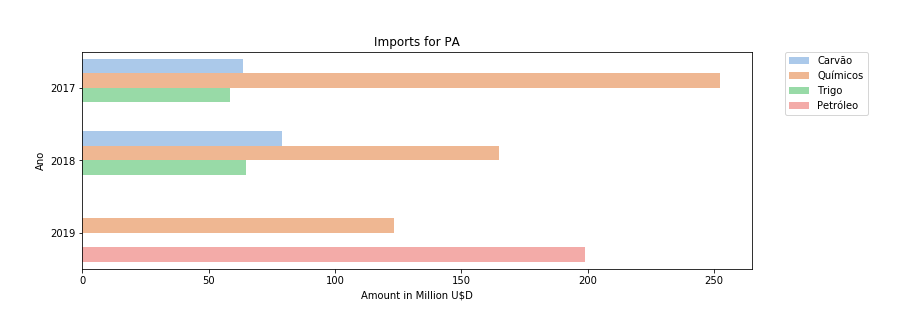 Imports for PA
Carvão
Químicos
Trigo
Petróleo
2017
2018
2019
Ano
0 50 100 150 200 250
Amount in Million U$D